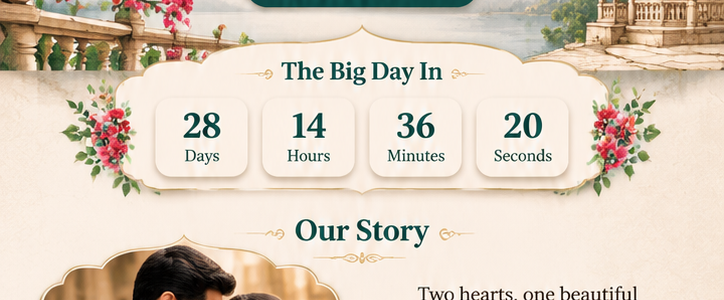 The Big Day In
28 14 36 20
Days Hours Minutes Seconds
Our Story
Two hearts, one beautiful